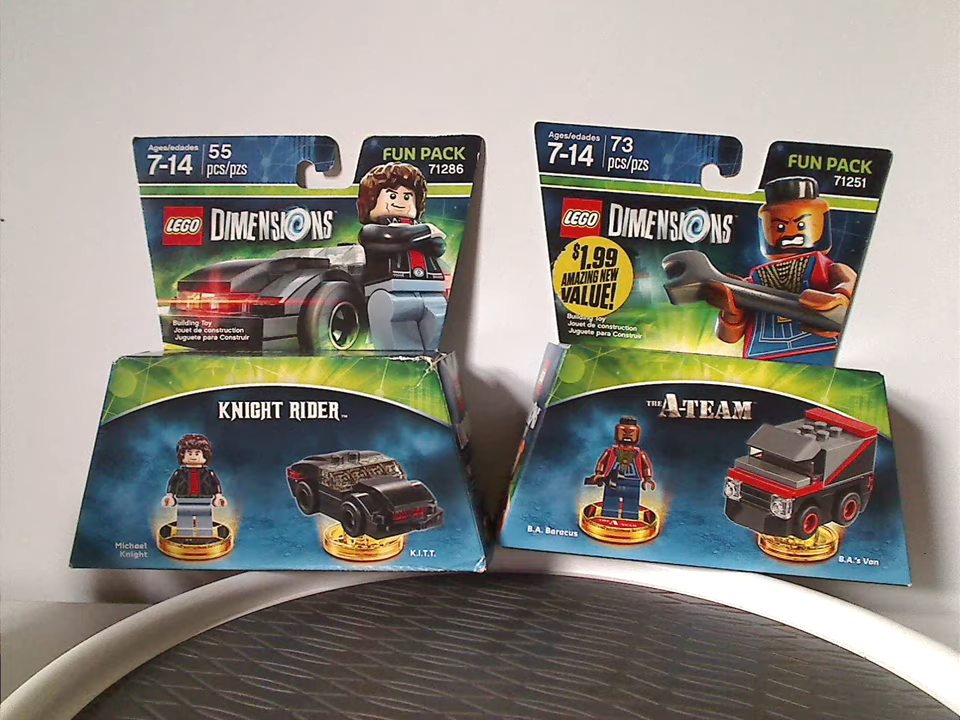 Ages/edades
7-14
55
pcs/pzs
FUN PACK
71286
LEGO DIMENSIONS
Building Toy
Jouet de construction
Juguete para Construir
KNIGHT RIDER™
Michael
Knight
K.I.T.T.
Ages/edades
7-14
73
pcs/pzs
FUN PACK
71251
LEGO DIMENSIONS™
$1.99
AMAZING NEW
VALUE!
Building Toy
Jouet de construction
Juguete para Construir
THE A-TEAM
B.A. Baracus
B.A.'s Van